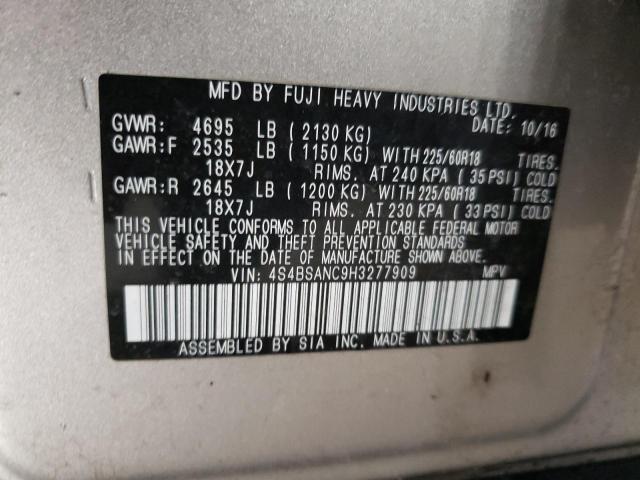 MFD BY FUJI HEAVY INDUSTRIES LTD.
DATE: 10/16
GVWR: 4695 LB ( 2130 KG)
GAWR:F 2535 LB ( 1150 KG) WITH 225/60R18 TIRES.
18X7J RIMS. AT 240 KPA ( 35 PSI) COLD
GAWR:R 2645 LB ( 1200 KG) WITH 225/60R18 TIRES.
18X7J RIMS. AT 230 KPA ( 33 PSI) COLD
THIS VEHICLE CONFORMS TO ALL APPLICABLE FEDERAL MOTOR
VEHICLE SAFETY AND THEFT PREVENTION STANDARDS
IN EFFECT ON THE DATE OF MANUFACTURE SHOWN ABOVE.
VIN: 4S4BSANC9H3277909 MPV
ASSEMBLED BY SIA INC. MADE IN U.S.A.